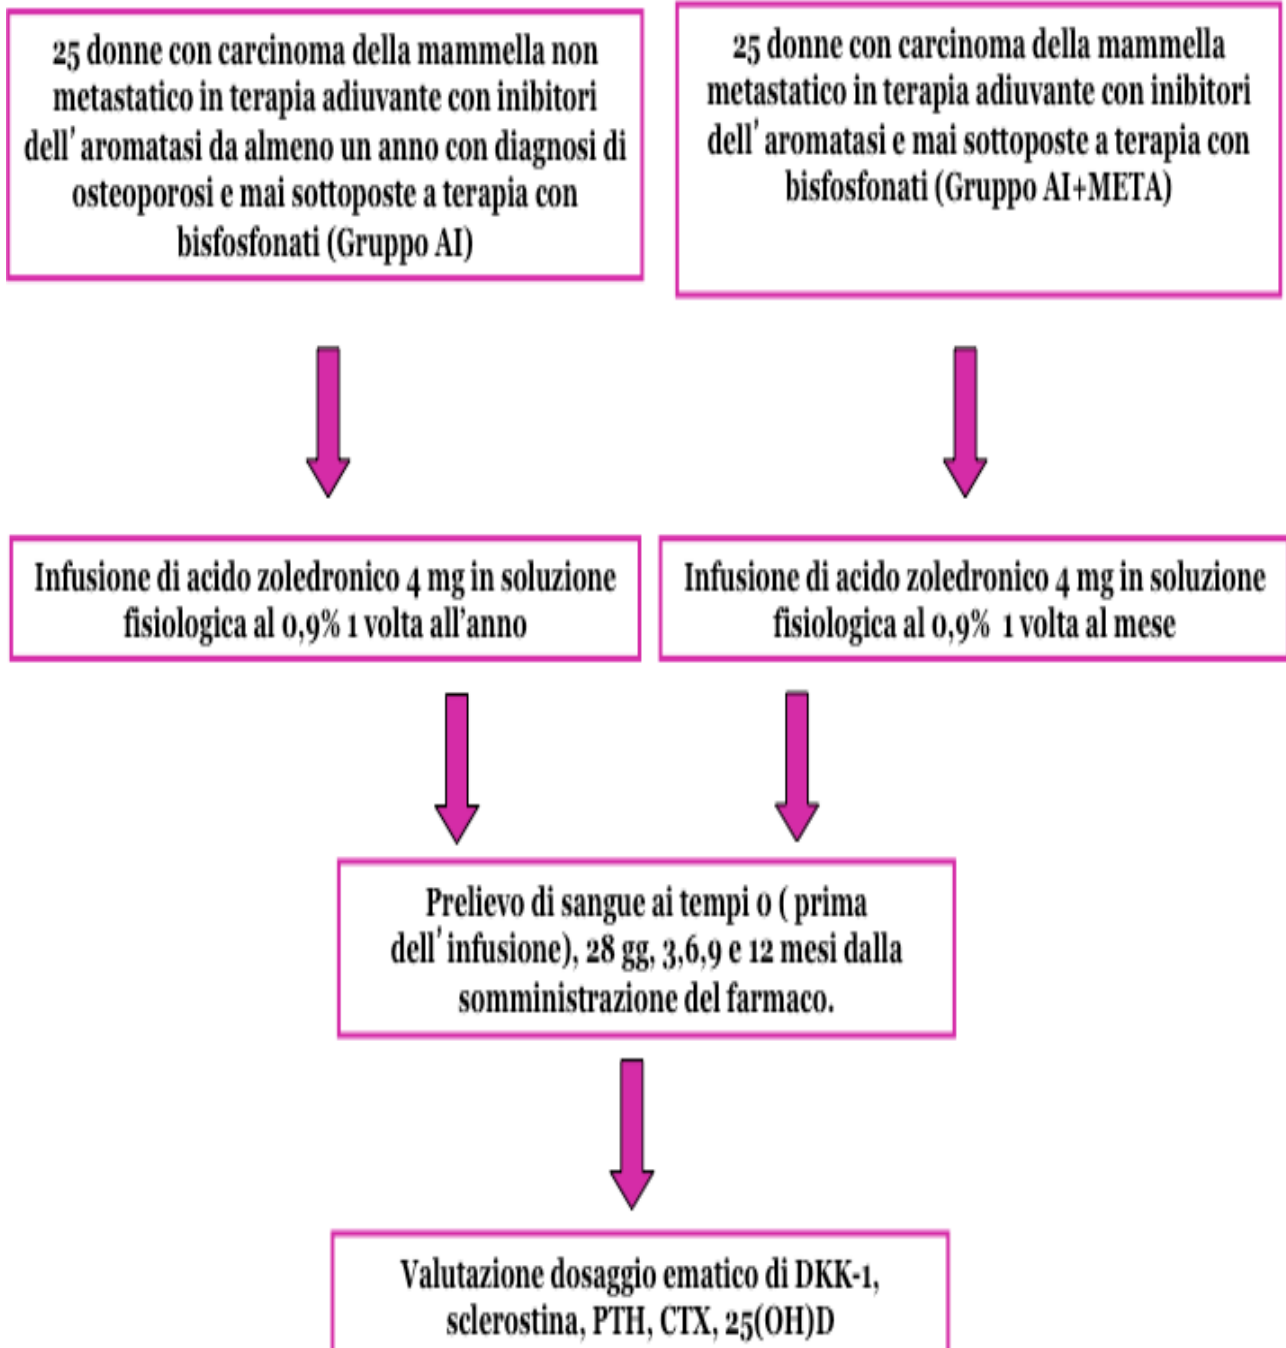 25 donne con carcinoma della mammella non
metastatico in terapia adiuvante con inibitori
dell' aromatasi da almeno un anno con diagnosi di
osteoporosi e mai sottoposte a terapia con
bisfosfonati (Gruppo AI)
25 donne con carcinoma della mammella
metastatico in terapia adiuvante con inibitori
dell' aromatasi e mai sottoposte a terapia con
bisfosfonati (Gruppo AI+META)
Infusione di acido zoledronico 4 mg in soluzione
fisiologica al 0,9% 1 volta all'anno
Infusione di acido zoledronico 4 mg in soluzione
fisiologica al 0,9%  1 volta al mese
Prelievo di sangue ai tempi 0 ( prima
dell' infusione), 28 gg, 3,6,9 e 12 mesi dalla
somministrazione del farmaco.
Valutazione dosaggio ematico di DKK-1,
sclerostina, PTH, CTX, 25(OH)D